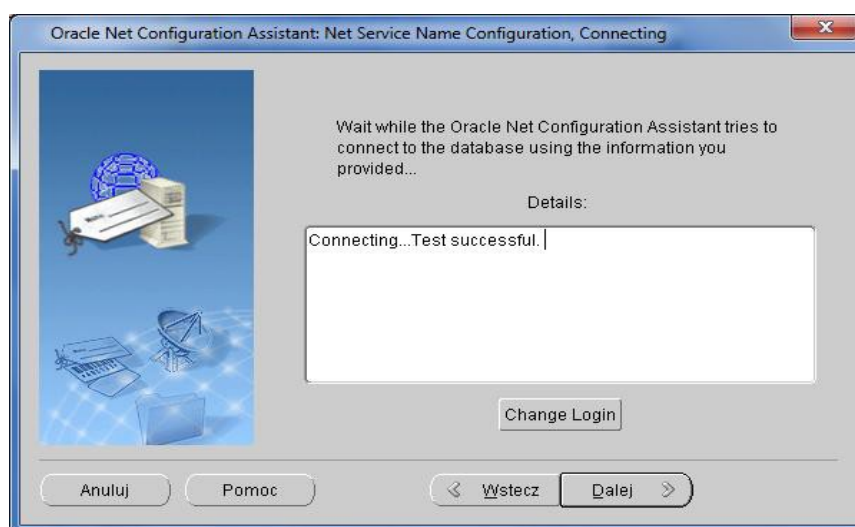 Oracle Net Configuration Assistant: Net Service Name Configuration, Connecting
Wait while the Oracle Net Configuration Assistant tries to
connect to the database using the information you
provided...
Details:
Connecting...Test successful.
Change Login
Anuluj
Pomoc
Wstecz
Dalej